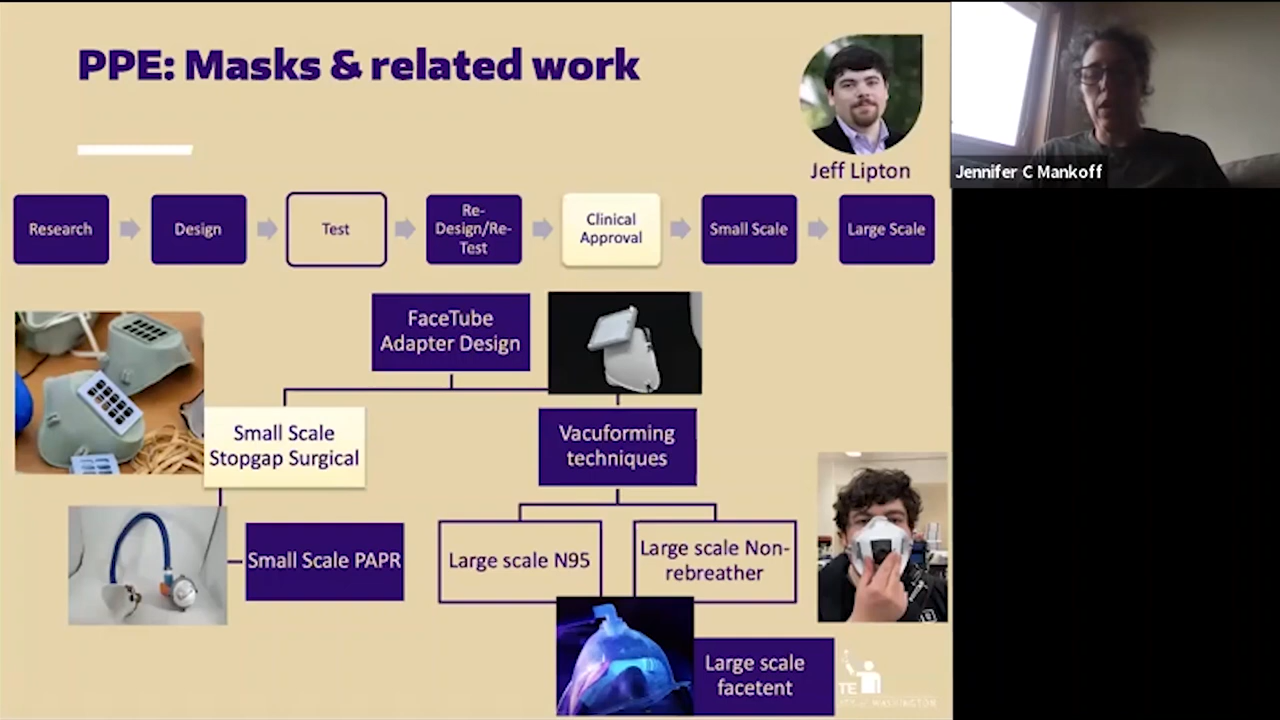 PPE: Masks & related work
Jeff Lipton
Jennifer C Mankoff
Research
Design
Test
Re-
Design/Re-
Test
Clinical
Approval
Small Scale
Large Scale
FaceTube
Adapter Design
Small Scale
Stopgap Surgical
Vacuforming
techniques
Small Scale PAPR
Large scale N95
Large scale Non-
rebreather
Large scale
facetent
TE